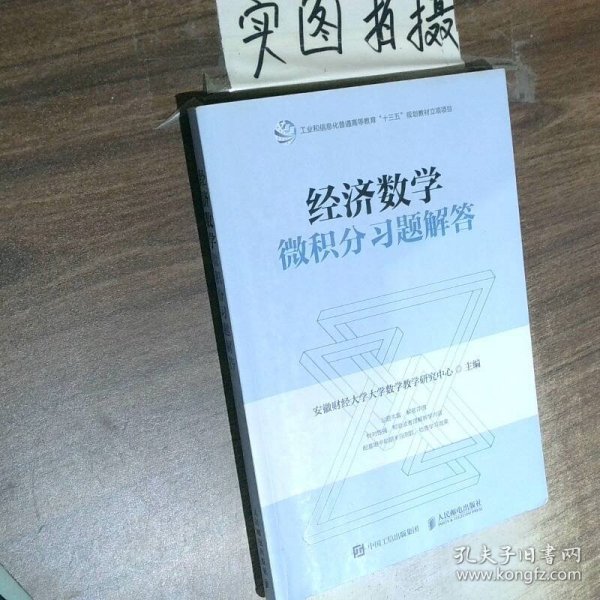 实图拍摄
工业和信息化普通高等教育“十三五”规划教材立项项目
经济数学
微积分习题解答
安徽财经大学大学数学教学研究中心 ◎ 主编
中国工信出版集团
人民邮电出版社
孔夫子旧书网
www.kongfz.com